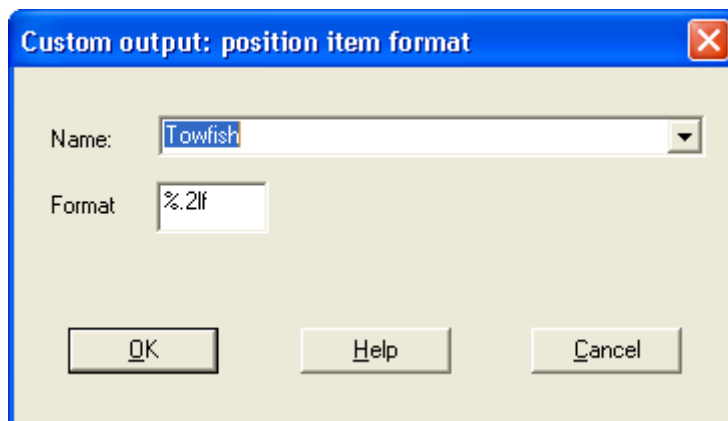 Custom output: position item format
Name:
Towfish
Format
%.2lf
OK
Help
Cancel